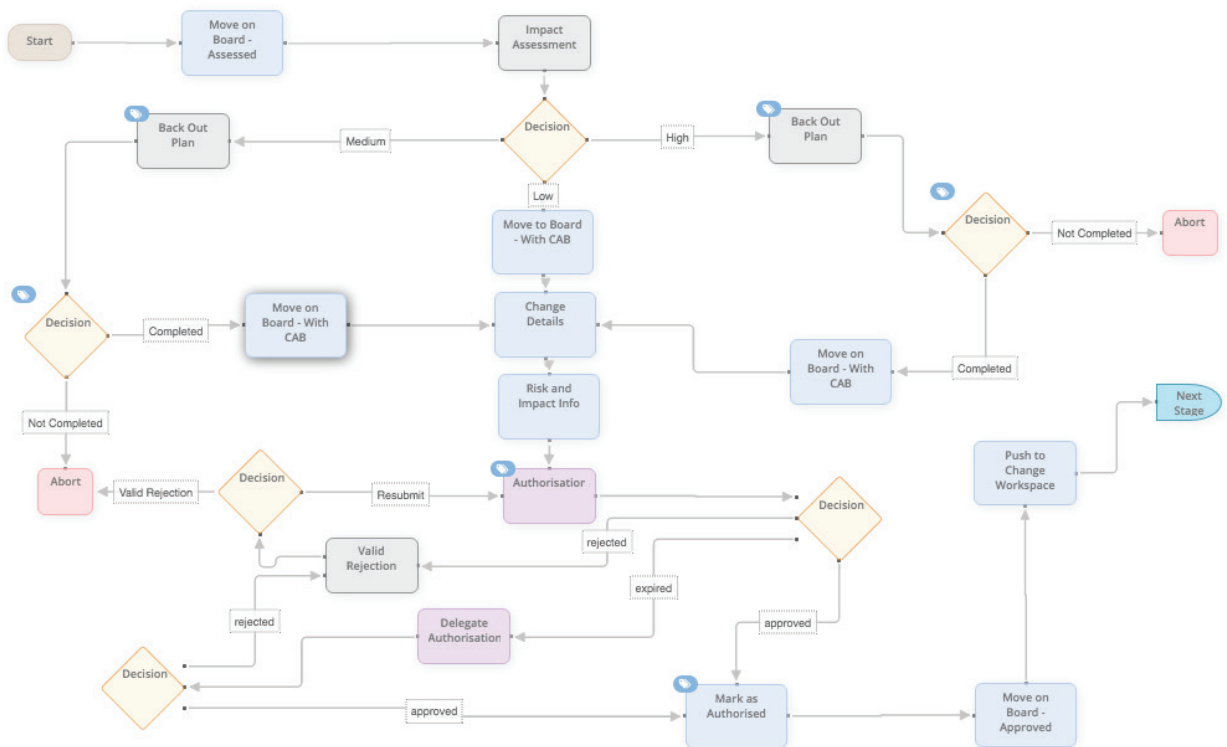 Start
Move on
Board -
Assessed
Impact
Assessment
Decision
Medium
Back Out
Plan
High
Back Out
Plan
Low
Move to Board
- With CAB
Decision
Not Completed
Abort
Decision
Completed
Move on
Board - With
CAB
Change
Details
Move on
Board - With
CAB
Completed
Risk and
Impact Info
Next
Stage
Not Completed
Abort
Valid Rejection
Decision
Resubmit
Authorisation
Decision
Push to
Change
Workspace
rejected
Valid
Rejection
expired
rejected
Delegate
Authorisation
approved
Decision
approved
Mark as
Authorised
Move on
Board -
Approved